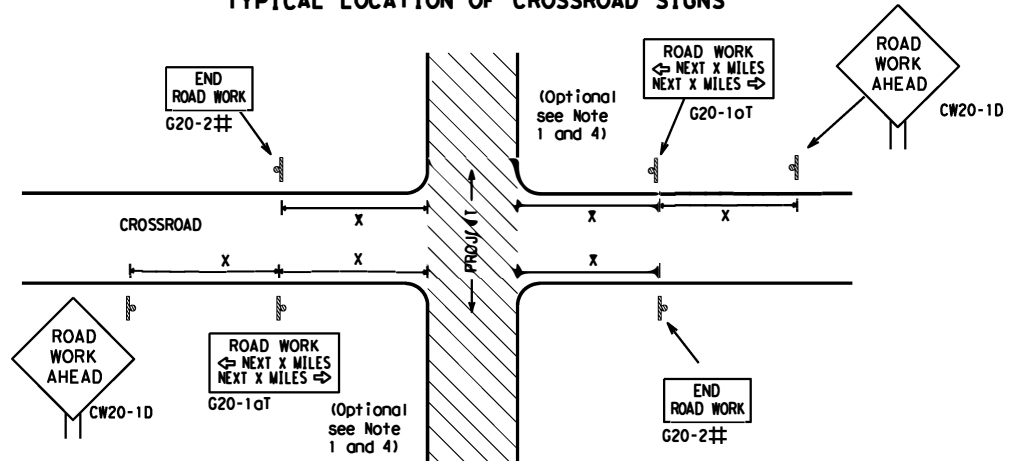 TYPICAL LOCATION OF CROSSROAD SIGNS
END
ROAD WORK
G20-2#
(Optional
see Note
1 and 4)
ROAD WORK
⇦ NEXT X MILES
NEXT X MILES ⇨
G20-1aT
ROAD
WORK
AHEAD
CW20-1D
CROSSROAD
X
X
X
X
X
X
ROAD
WORK
AHEAD
CW20-1D
ROAD WORK
⇦ NEXT X MILES
NEXT X MILES ⇨
G20-1aT
(Optional
see Note
1 and 4)
END
ROAD WORK
G20-2#